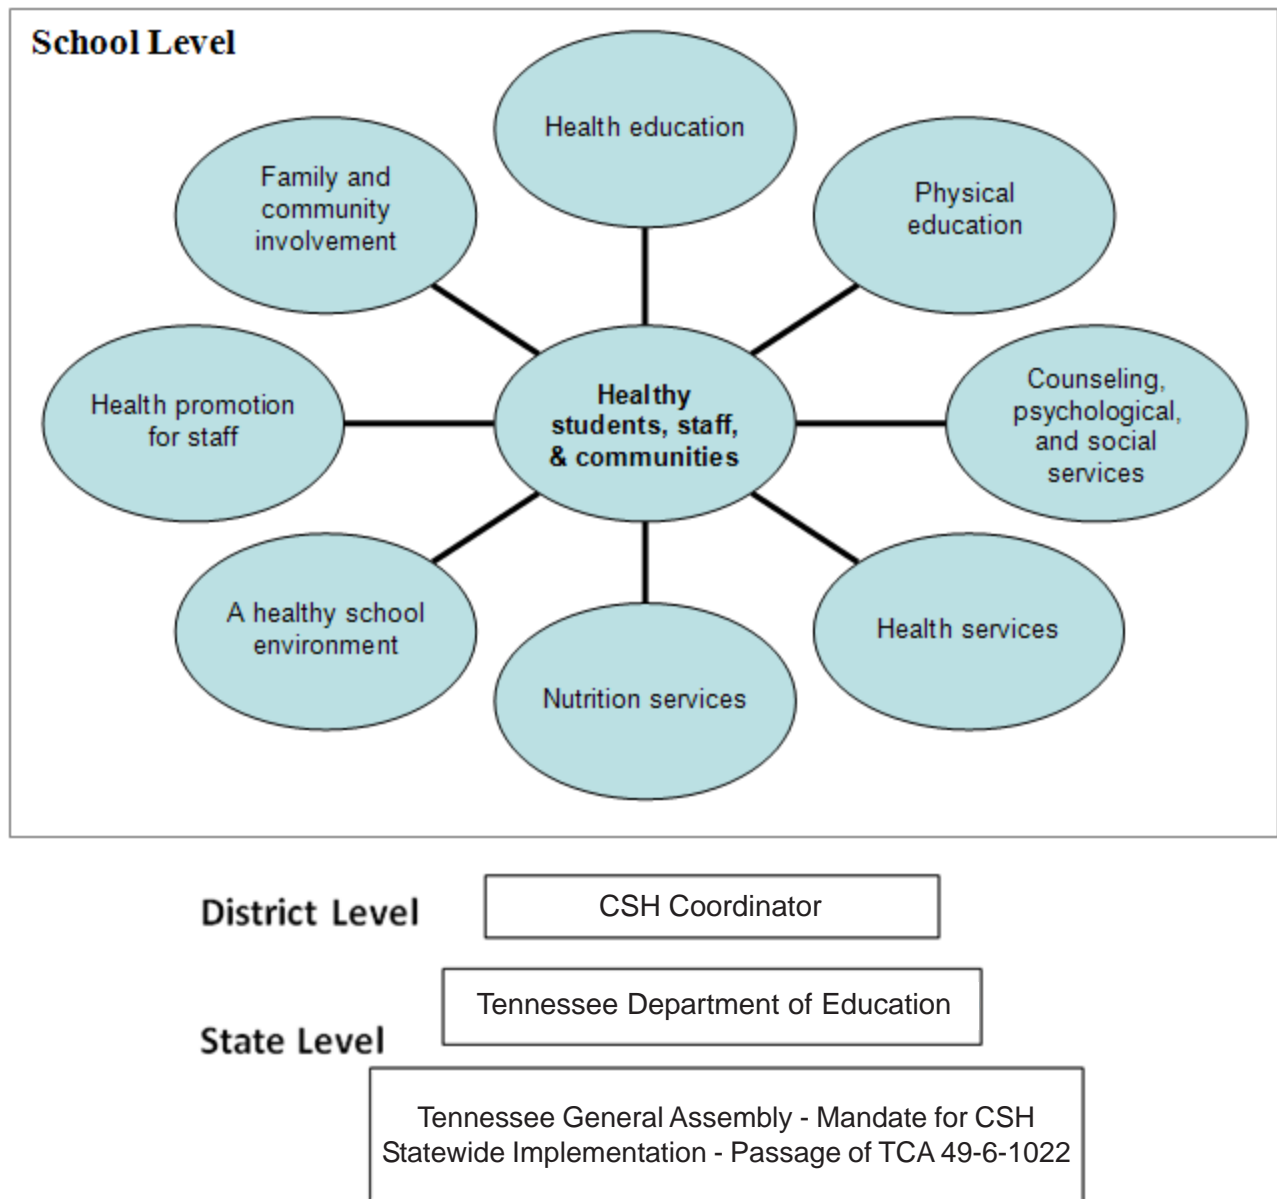 School Level
Health education
Family and
community
involvement
Physical
education
Health promotion
for staff
Healthy
students, staff,
& communities
Counseling,
psychological,
and social
services
A healthy school
environment
Nutrition services
Health services
District Level
CSH Coordinator
State Level
Tennessee Department of Education
Tennessee General Assembly - Mandate for CSH
Statewide Implementation - Passage of TCA 49-6-1022